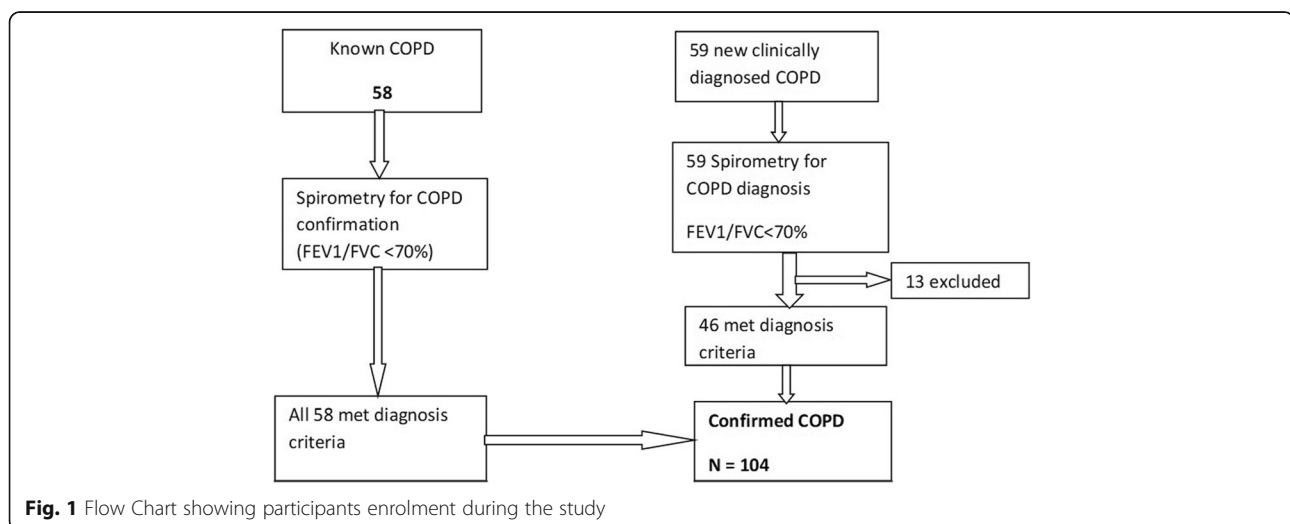 Known COPD
58
Spirometry for COPD
confirmation
(FEV1/FVC <70%)
All 58 met diagnosis
criteria
59 new clinically
diagnosed COPD
59 Spirometry for
COPD diagnosis
FEV1/FVC<70%
13 excluded
46 met diagnosis
criteria
Confirmed COPD
N = 104
Fig. 1 Flow Chart showing participants enrolment during the study